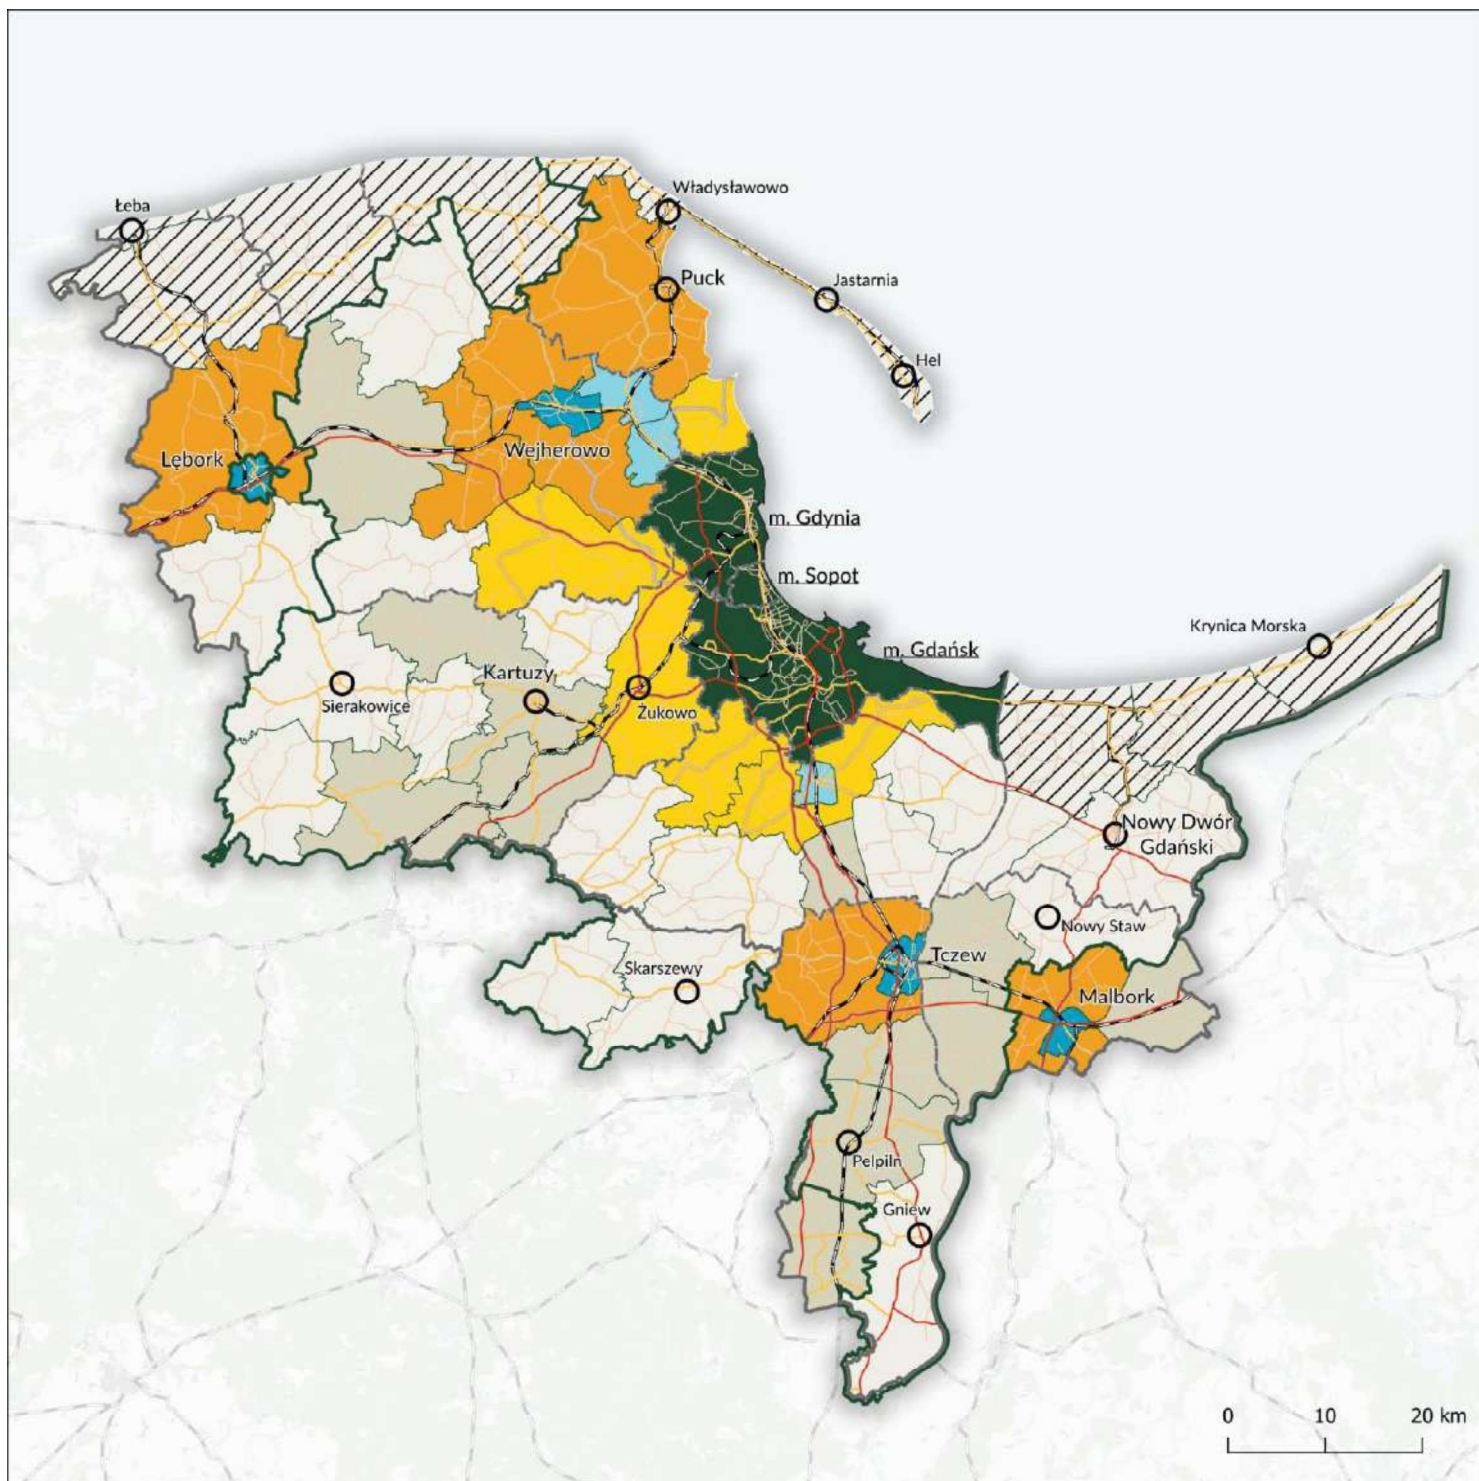 Władysławowo
Łeba
Puck
Jastarnia
Hel
Wejherowo
Lębork
m. Gdynia
m. Sopot
Krynica Morska
m. Gdańsk
Kartuzy
Sierakowice
Żukowo
Nowy Dwór
Gdański
Nowy Staw
Tczew
Skarszewy
Malbork
Pelpiln
Gniew
0 10 20 km